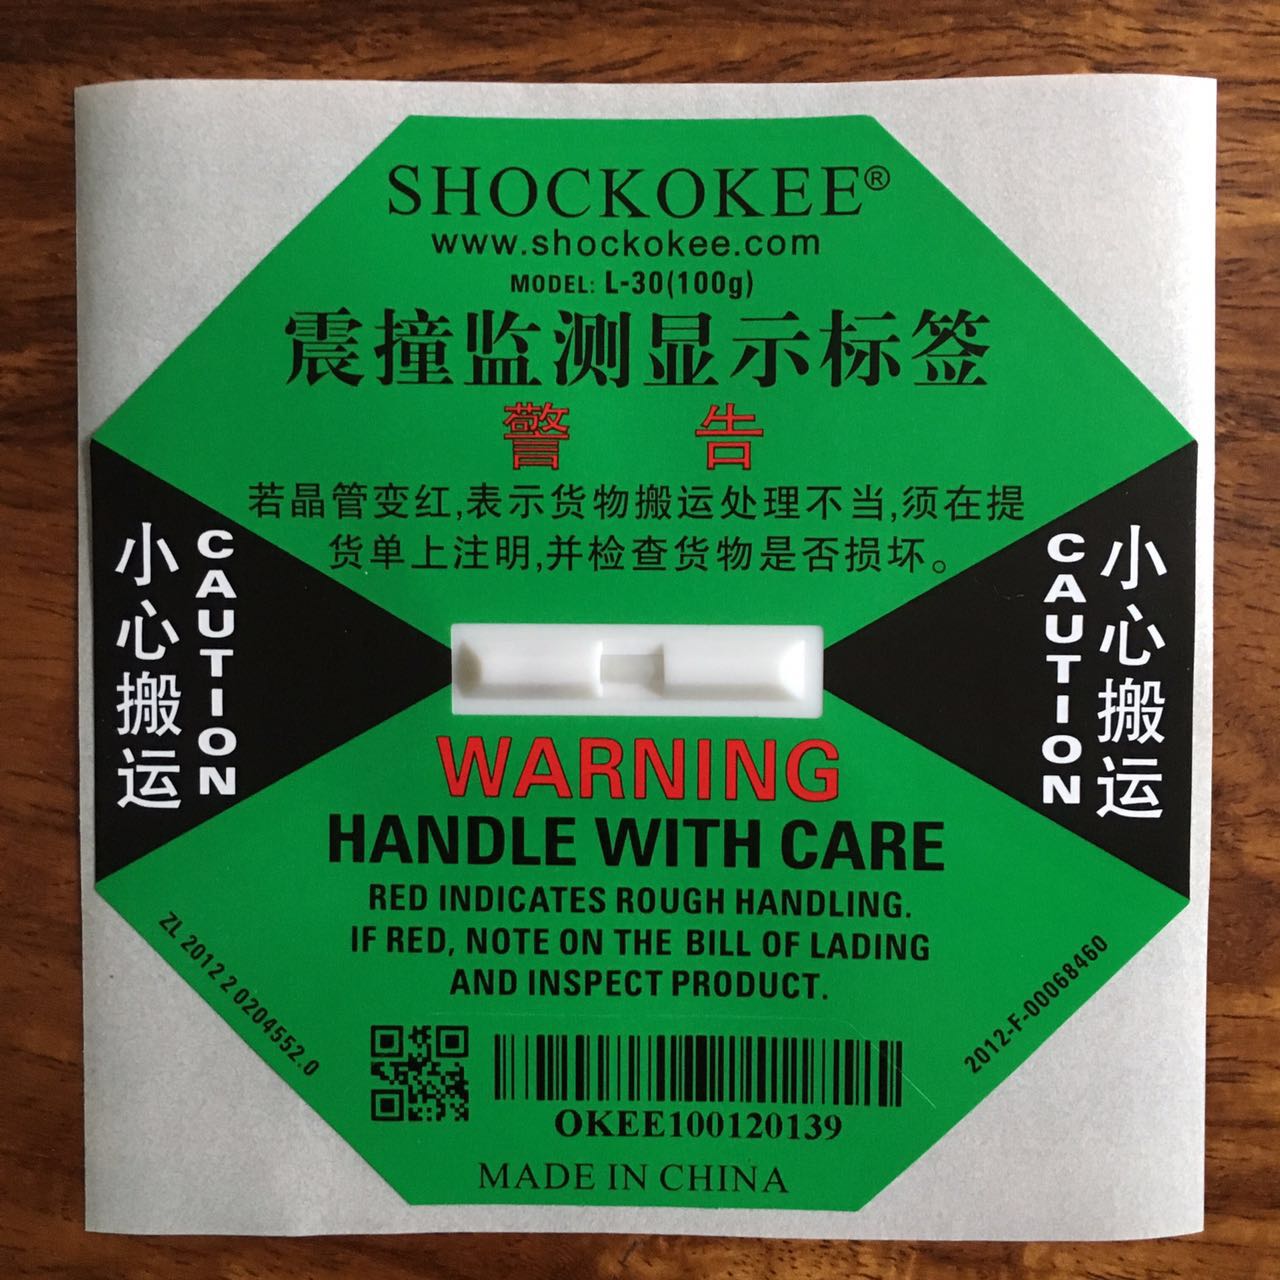 SHOCKOKEE®
www.shockokee.com
MODEL: L-30(100g)
震撞监测显示标签
警 告
若晶管变红,表示货物搬运处理不当,须在提
货单上注明,并检查货物是否损坏。
小心搬运
CAUTION
CAUTION
小心搬运
WARNING
HANDLE WITH CARE
RED INDICATES ROUGH HANDLING.
IF RED, NOTE ON THE BILL OF LADING
AND INSPECT PRODUCT.
ZL 2012 2 0204552.0
2012-F-00068460
OKEE100120139
MADE IN CHINA